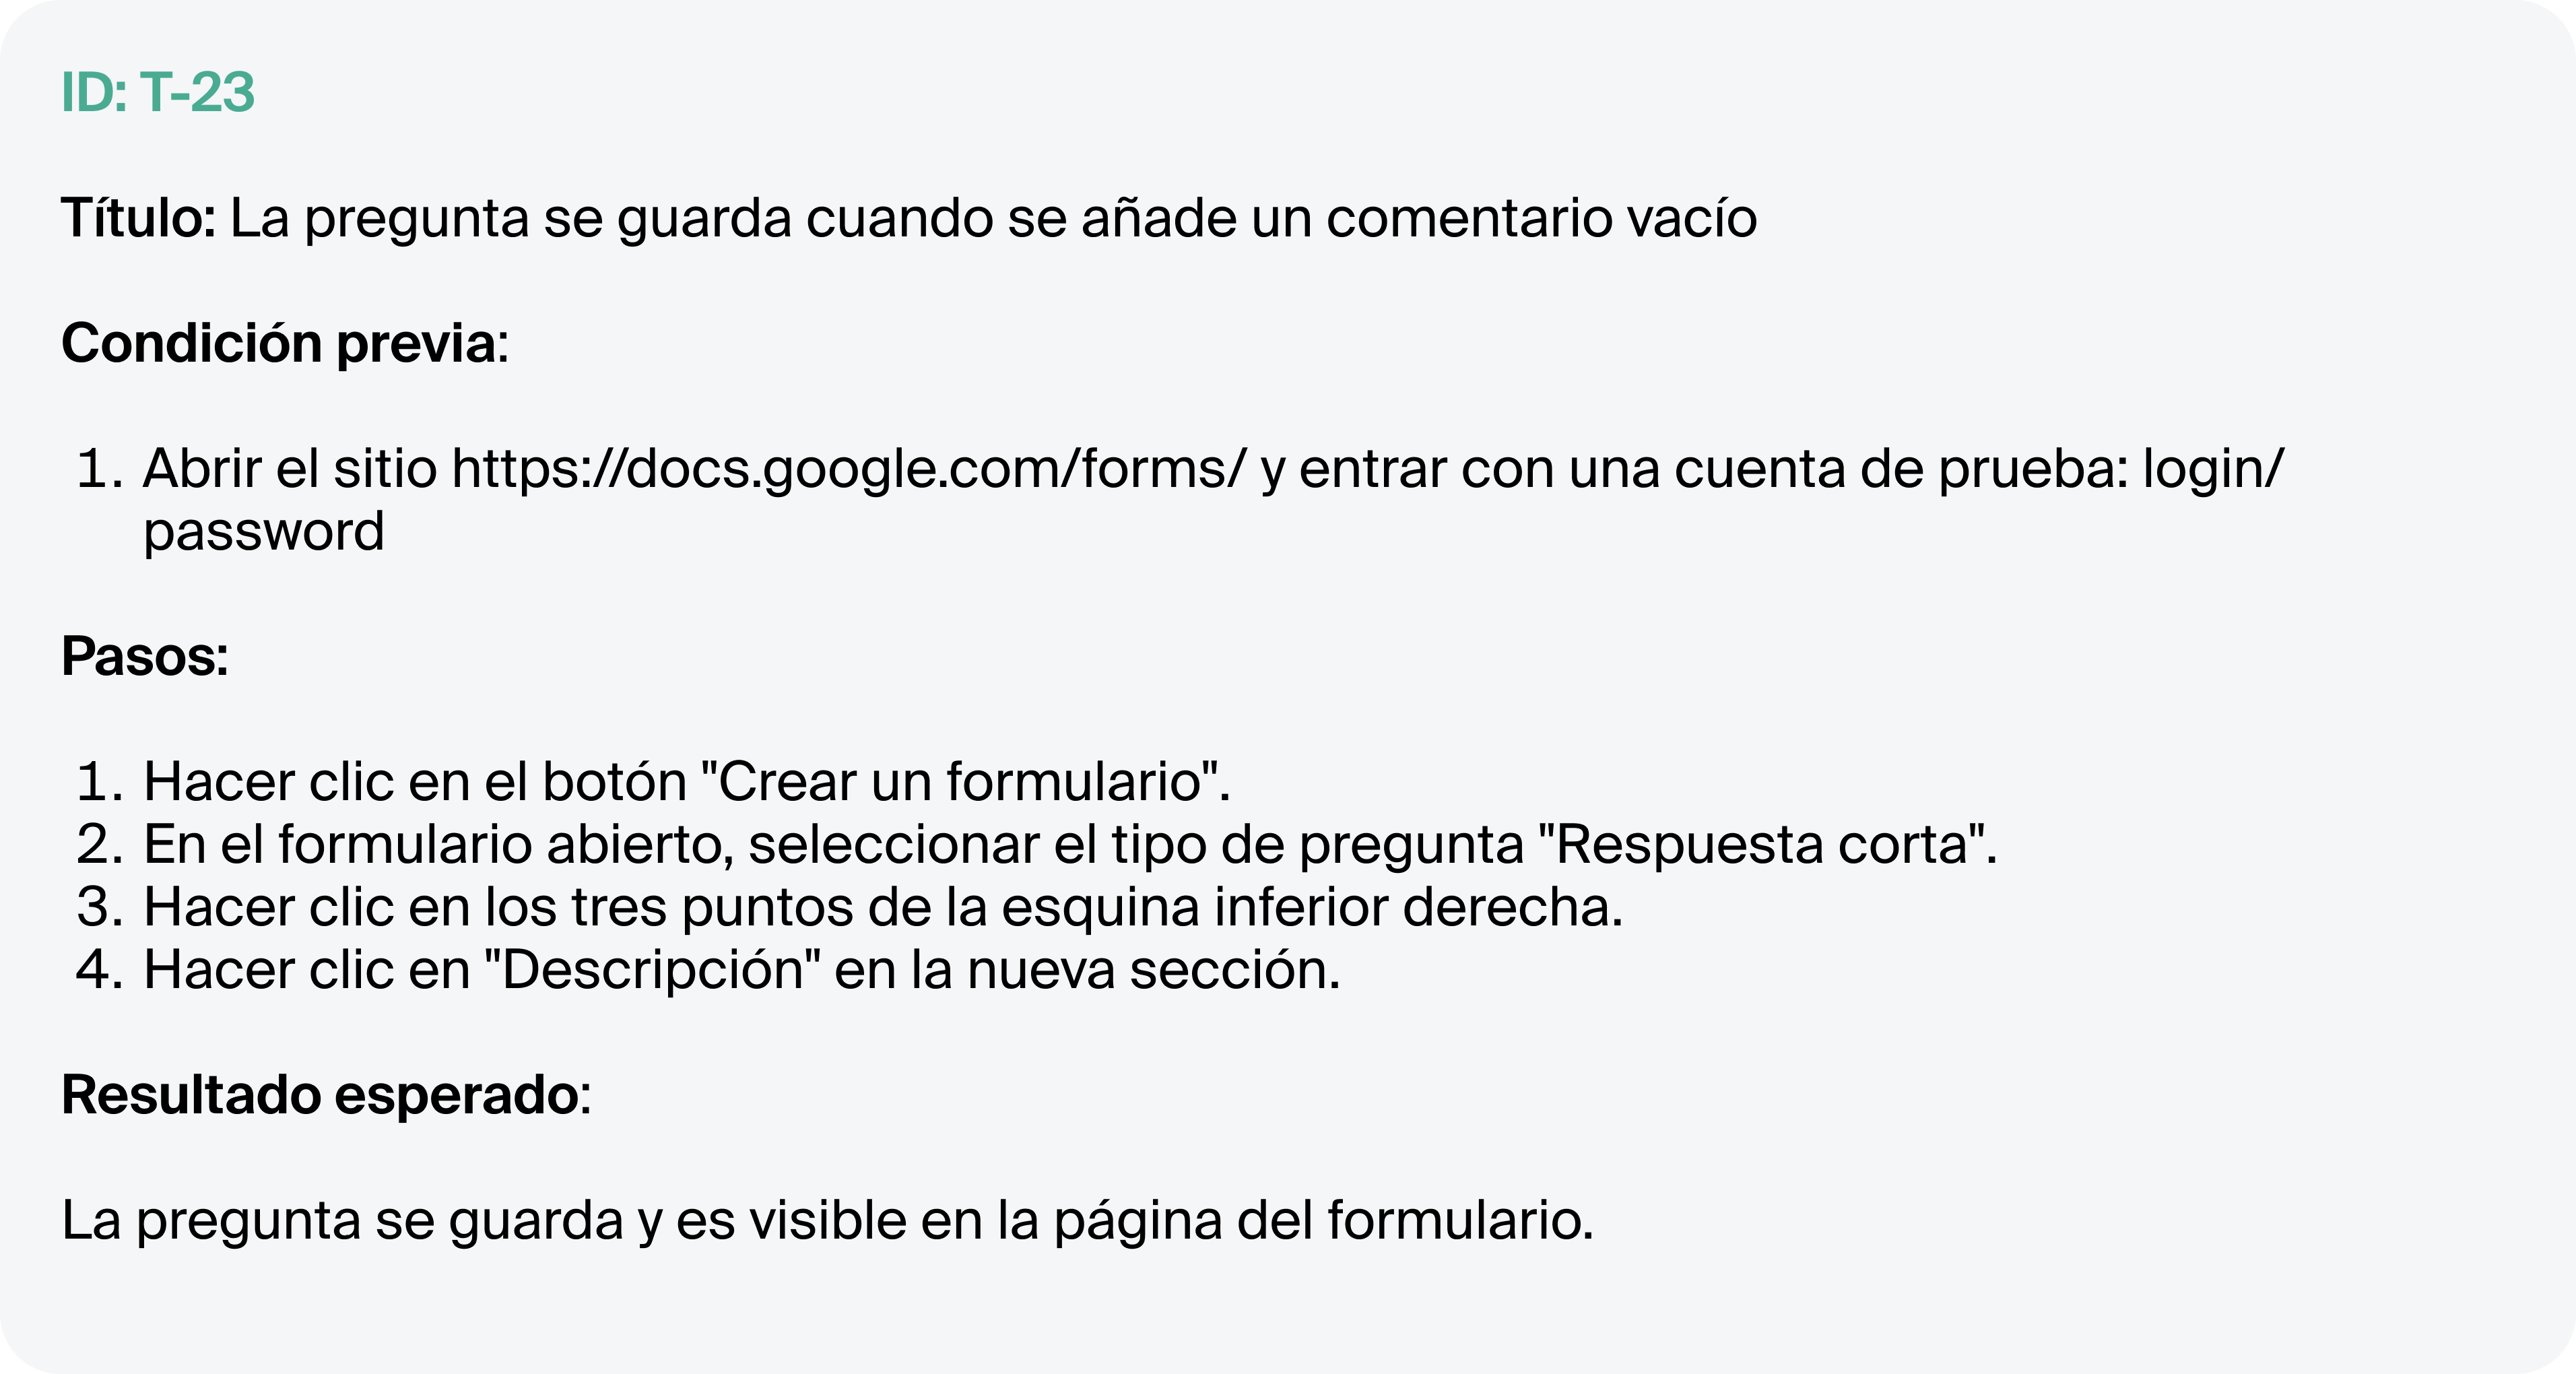 ID: T-23
Título: La pregunta se guarda cuando se añade un comentario vacío
Condición previa:
1. Abrir el sitio https://docs.google.com/forms/ y entrar con una cuenta de prueba: login/
password
Pasos:
1. Hacer clic en el botón "Crear un formulario".
2. En el formulario abierto, seleccionar el tipo de pregunta "Respuesta corta".
3. Hacer clic en los tres puntos de la esquina inferior derecha.
4. Hacer clic en "Descripción" en la nueva sección.
Resultado esperado:
La pregunta se guarda y es visible en la página del formulario.